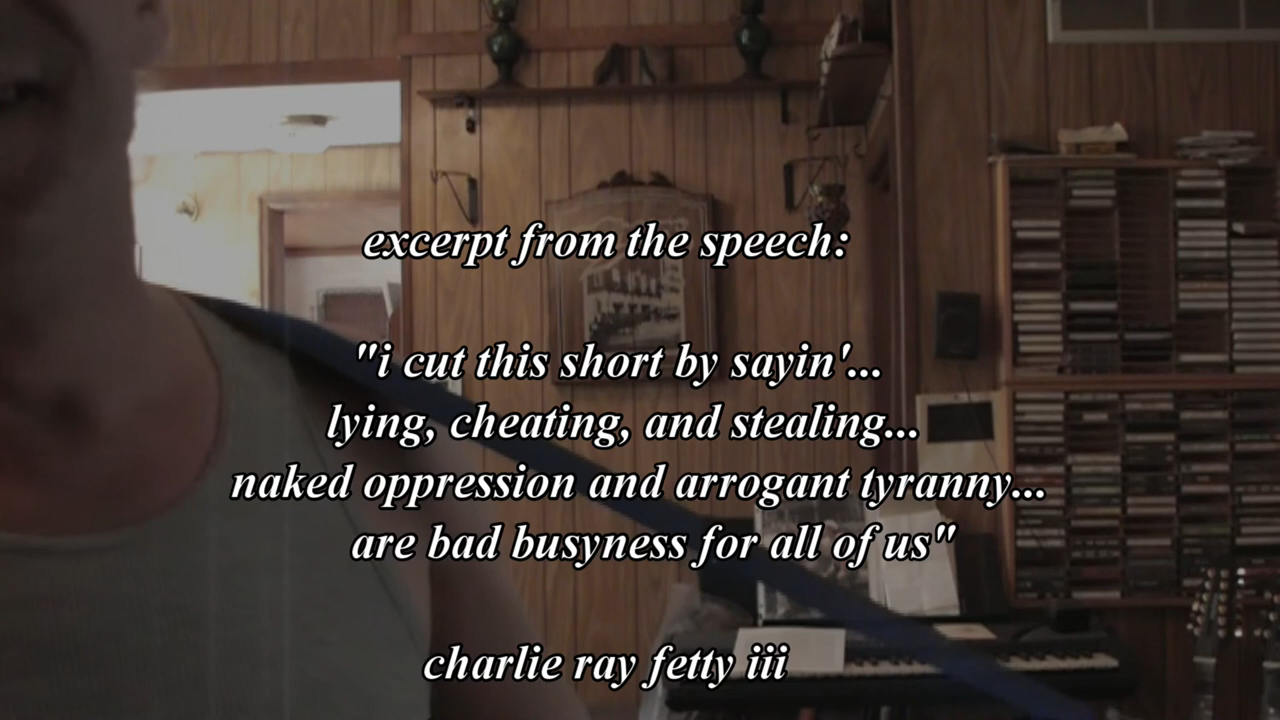 excerpt from the speech:
"i cut this short by sayin'...
lying, cheating, and stealing...
naked oppression and arrogant tyranny...
are bad busyness for all of us"
charlie ray fetty iii